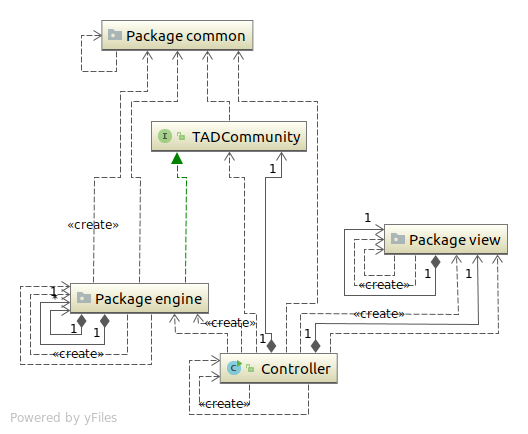 Package common
I TADCommunity
1
«create»
1
Package view
1
«create»
1
1
*
Package engine
1
1
«create»
«create»
«create»
1
1
C Controller
«create»
Powered by yFiles